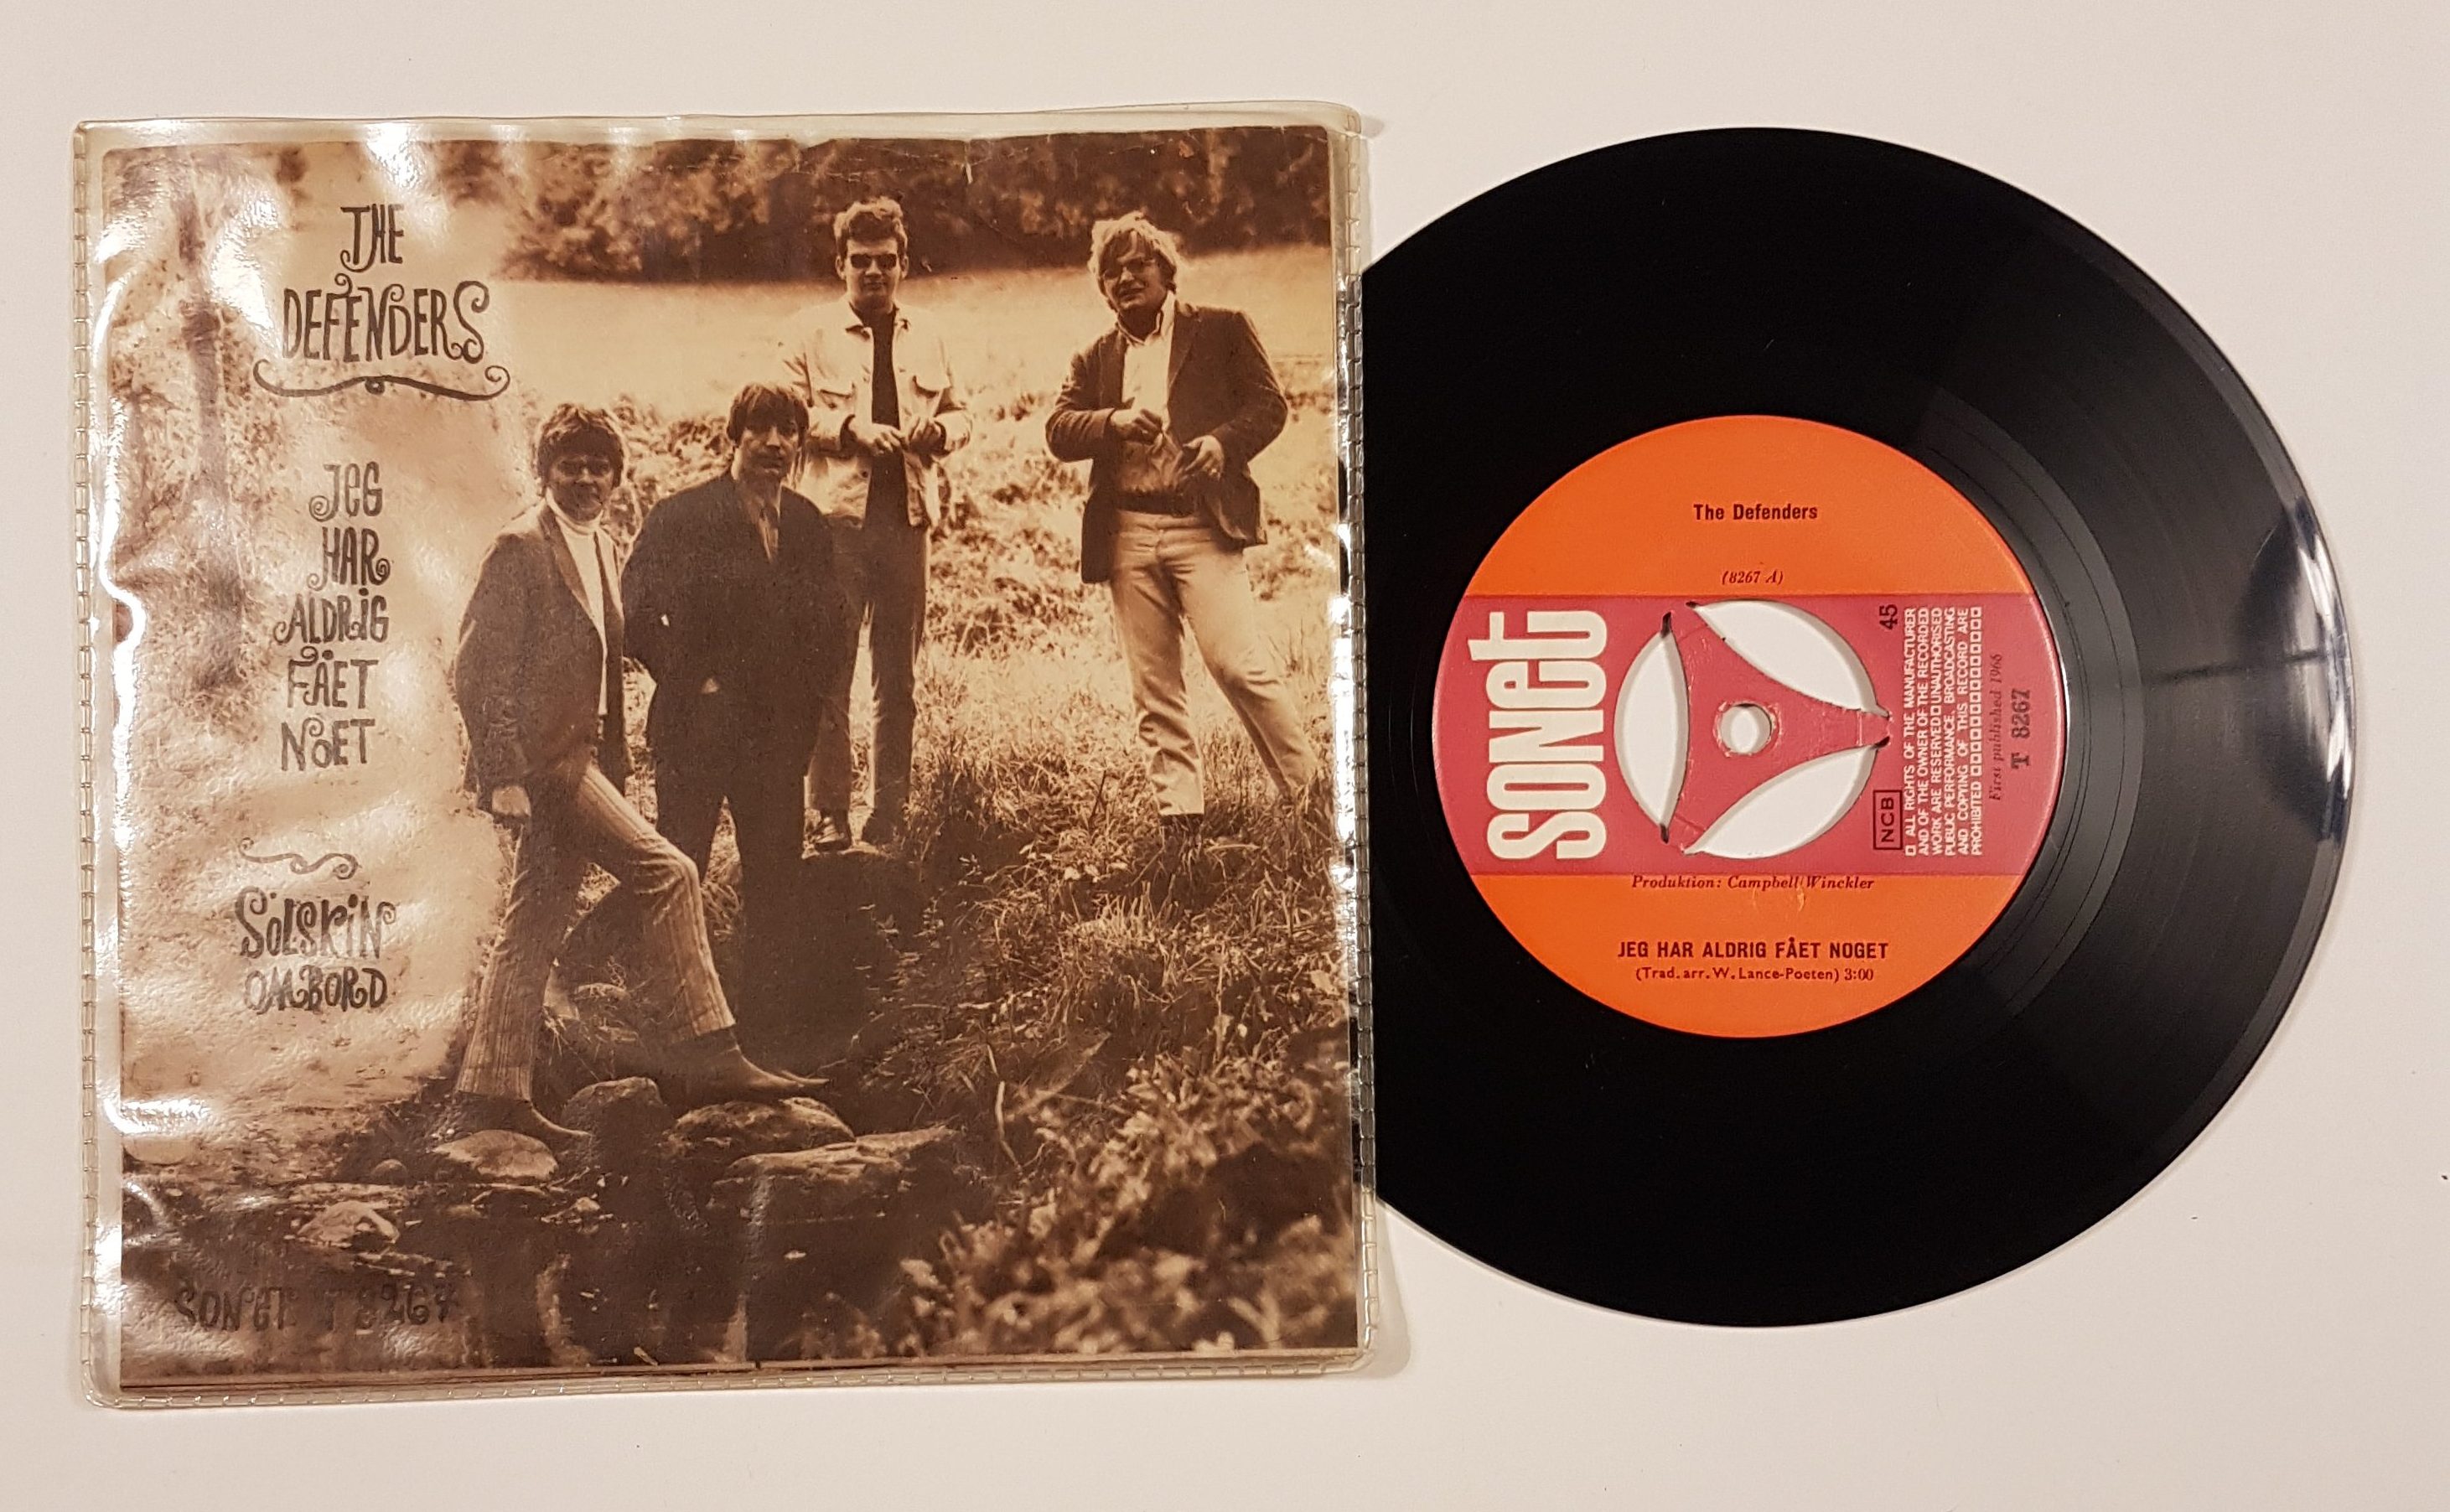 THE
DEFENDERS
JEG
HAR
ALDRIG
FÅET
NOET
SOLSKIN
OMBORD
SONET T 8267
The Defenders
(8267 A)
sonet
45
NCB
□ ALL RIGHTS OF THE MANUFACTURER
AND OF THE OWNER OF THE RECORDED
WORK ARE RESERVED □ UNAUTHORISED
PUBLIC PERFORMANCE, BROADCASTING
AND COPYING OF THIS RECORD ARE
PROHIBITED □□□□□□□□□□□□
First published 1968
T 8267
Produktion: Campbell/Winckler
JEG HAR ALDRIG FÅET NOGET
(Trad. arr. W. Lance-Poeten) 3:00